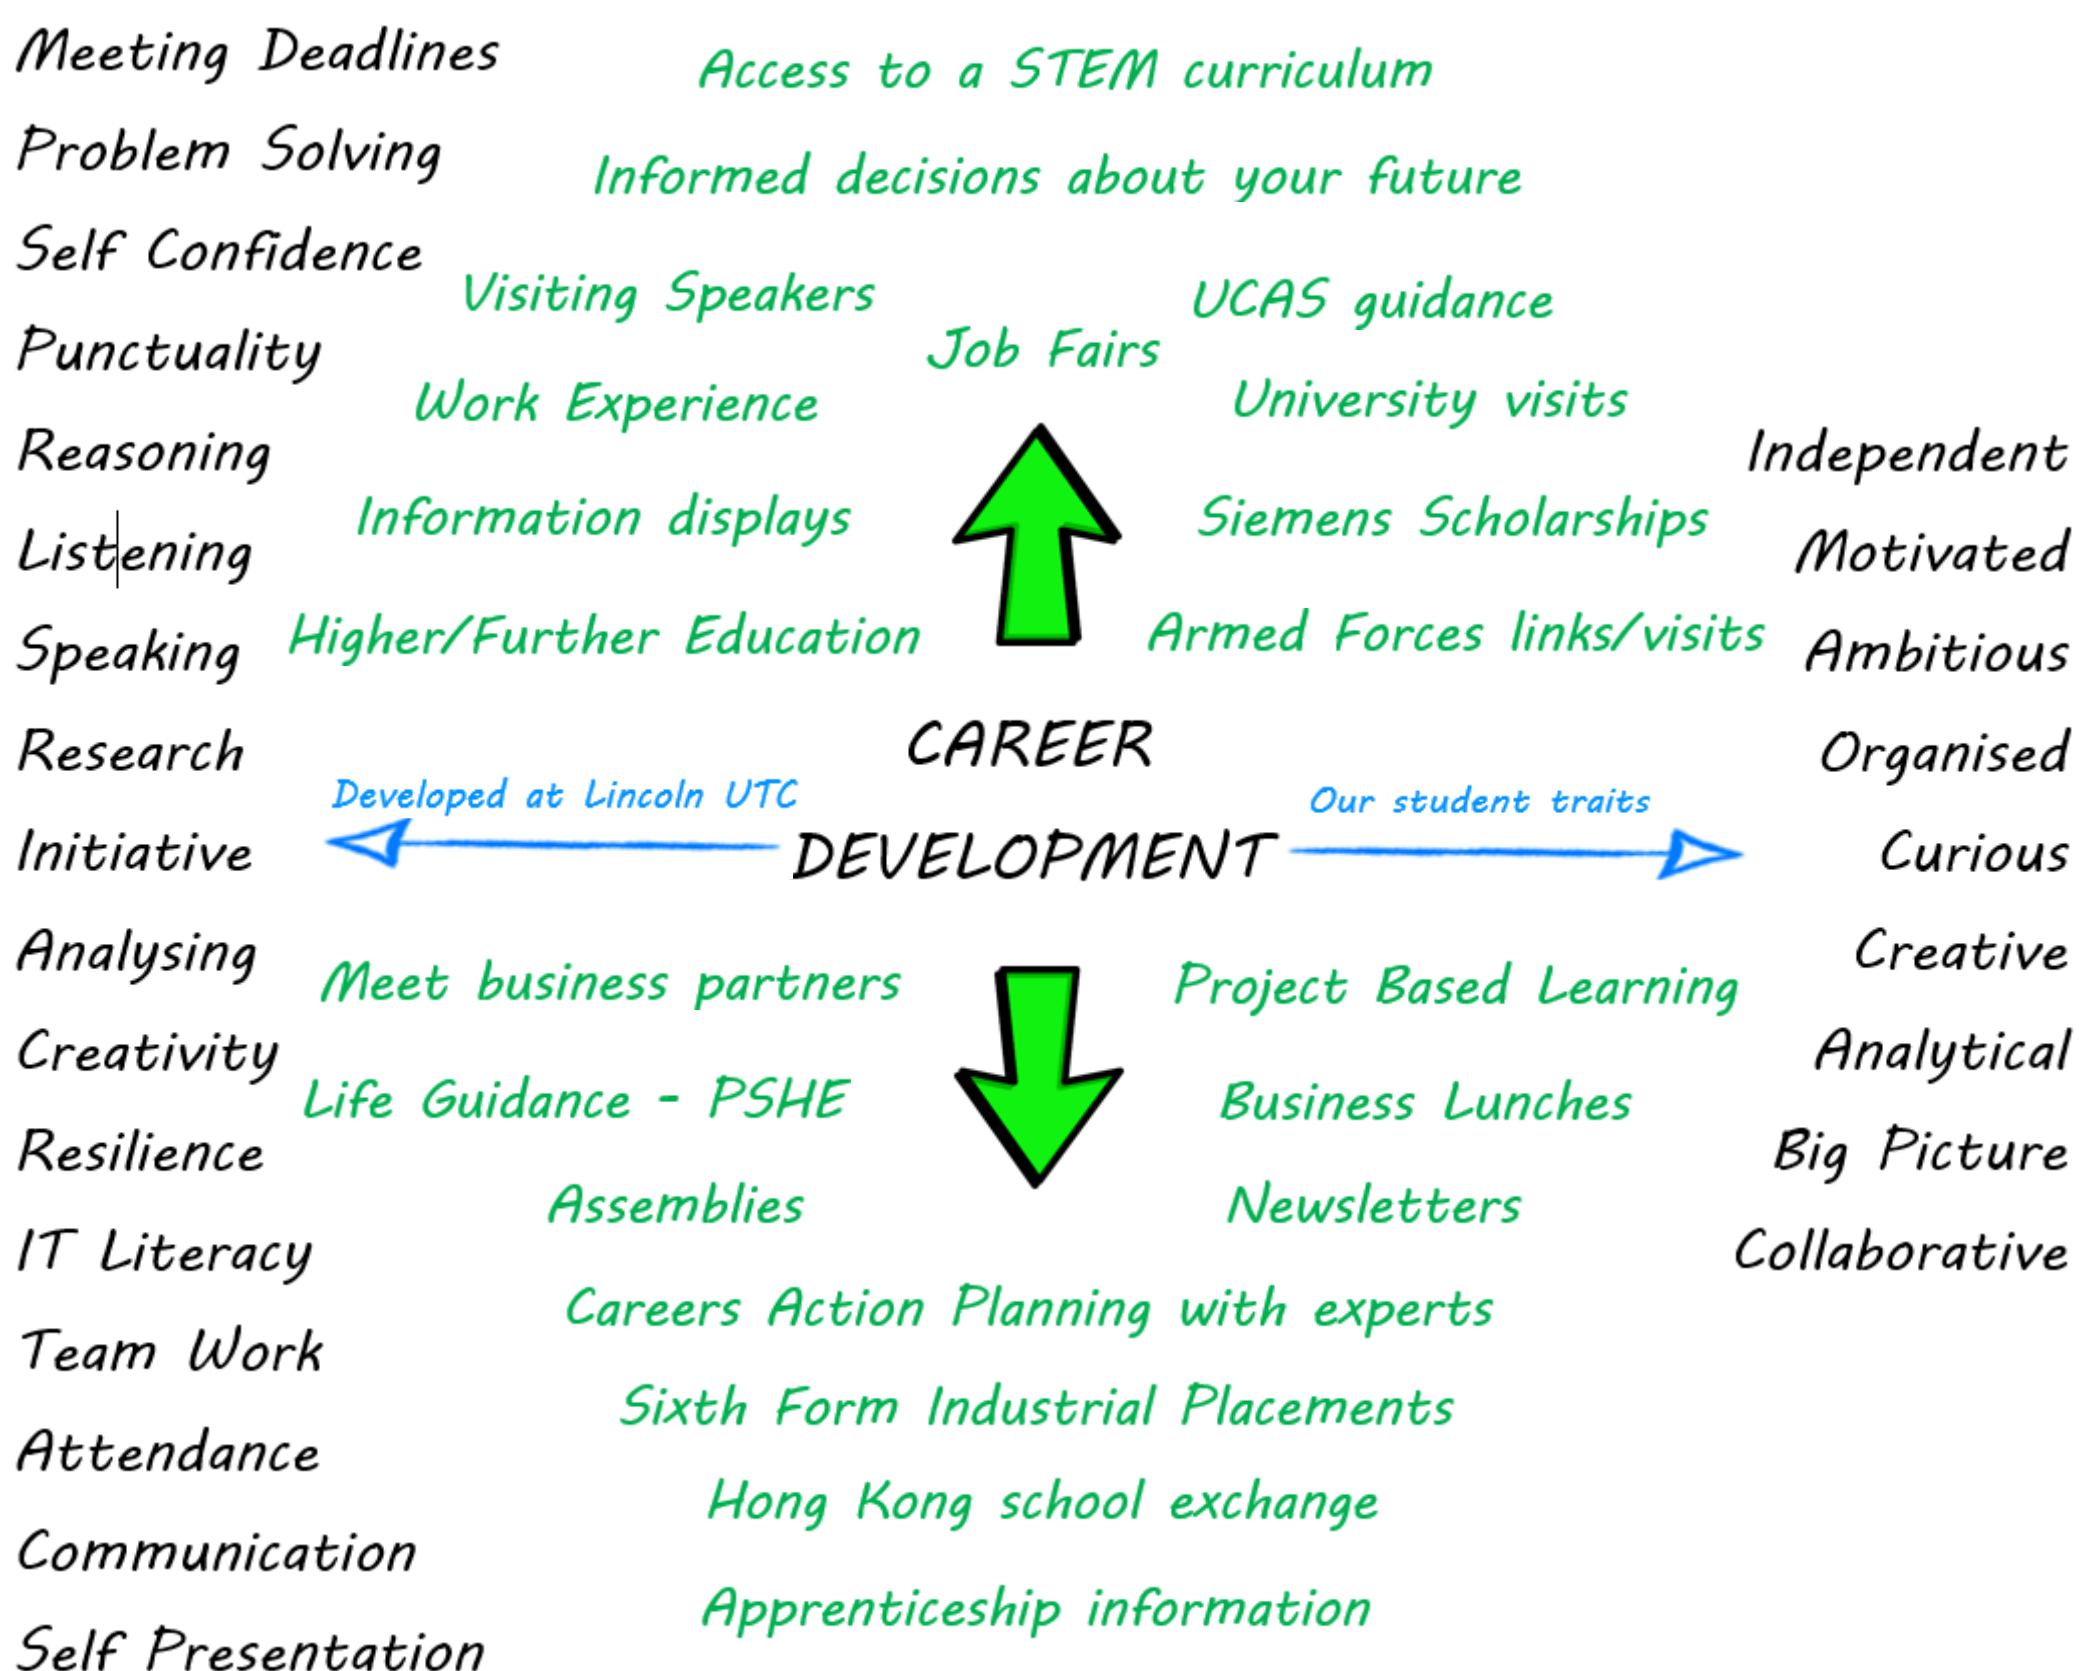 Meeting Deadlines
Problem Solving
Self Confidence
Punctuality
Reasoning
Listening
Speaking
Research
Initiative
Analysing
Creativity
Resilience
IT Literacy
Team Work
Attendance
Communication
Self Presentation
Access to a STEM curriculum
Informed decisions about your future
Visiting Speakers
UCAS guidance
Job Fairs
Work Experience
University visits
Information displays
Siemens Scholarships
Higher/Further Education
Armed Forces links/visits
CAREER
DEVELOPMENT
Developed at Lincoln UTC
Our student traits
Meet business partners
Project Based Learning
Life Guidance - PSHE
Business Lunches
Assemblies
Newsletters
Careers Action Planning with experts
Sixth Form Industrial Placements
Hong Kong school exchange
Apprenticeship information
Independent
Motivated
Ambitious
Organised
Curious
Creative
Analytical
Big Picture
Collaborative